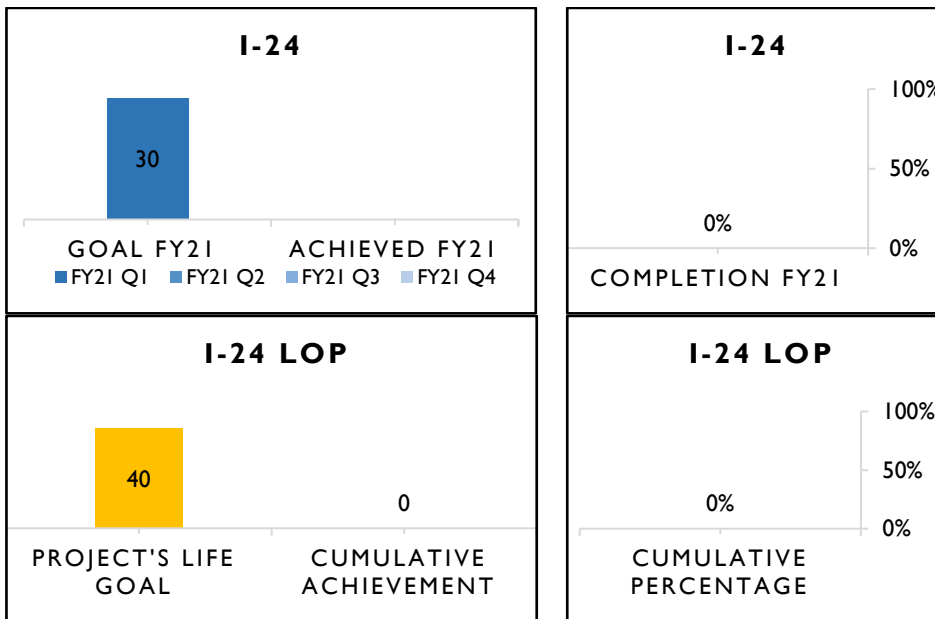 I-24
30
GOAL FY21 ACHIEVED FY21
FY21 Q1 FY21 Q2 FY21 Q3 FY21 Q4
I-24
100%
50%
0%
0%
COMPLETION FY21
I-24 LOP
40
0
PROJECT'S LIFE GOAL
CUMULATIVE ACHIEVEMENT
I-24 LOP
100%
50%
0%
0%
CUMULATIVE
PERCENTAGE